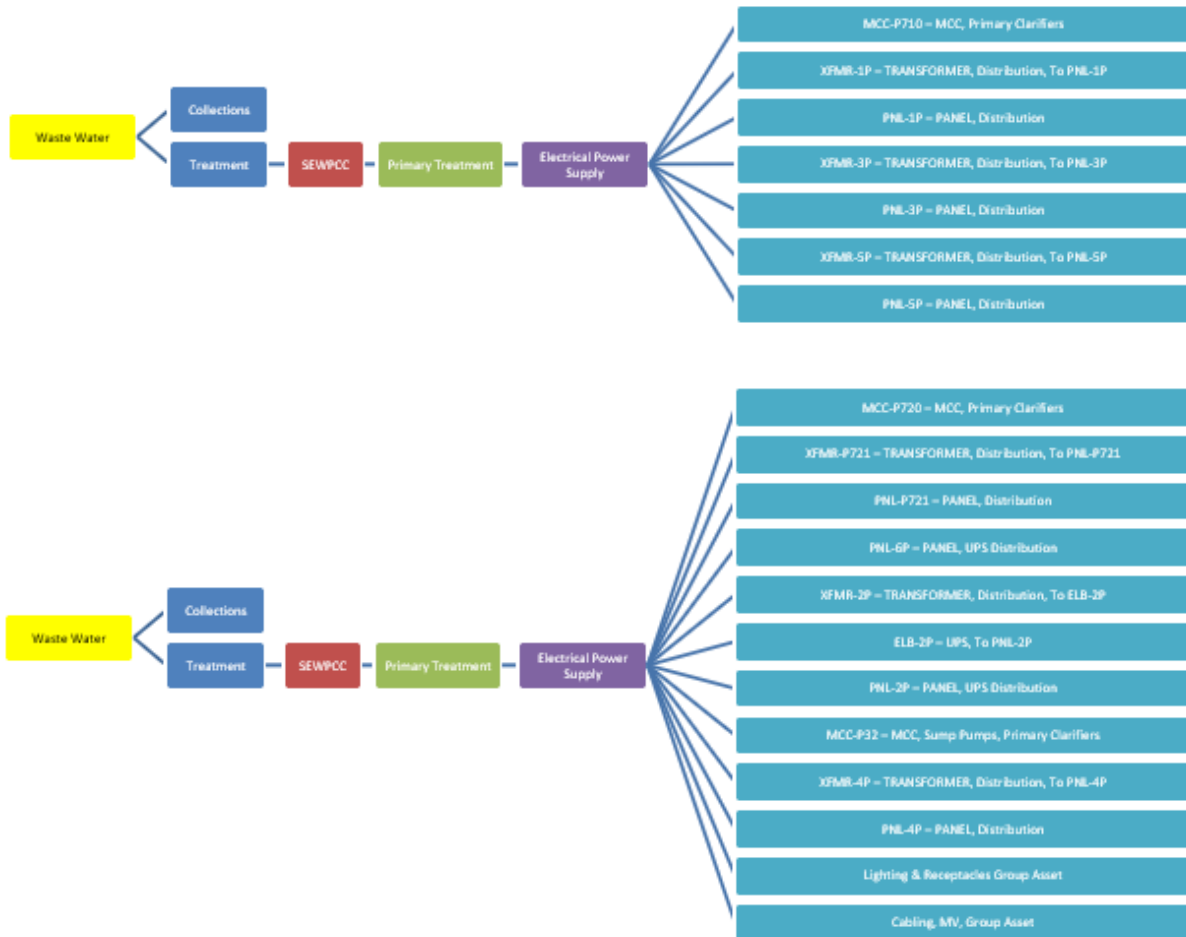 MCC-P710 – MCC, Primary Clarifiers
XFMR-1P – TRANSFORMER, Distribution, To PNL-1P
Collections
PNL-1P – PANEL, Distribution
Waste Water
Treatment
SEWPCC
Primary Treatment
Electrical Power
Supply
XFMR-3P – TRANSFORMER, Distribution, To PNL-3P
PNL-3P – PANEL, Distribution
XFMR-5P – TRANSFORMER, Distribution, To PNL-5P
PNL-5P – PANEL, Distribution
MCC-P720 – MCC, Primary Clarifiers
XFMR-P721 – TRANSFORMER, Distribution, To PNL-P721
PNL-P721 – PANEL, Distribution
PNL-6P – PANEL, UPS Distribution
XFMR-2P – TRANSFORMER, Distribution, To ELB-2P
Collections
Waste Water
ELB-2P – UPS, To PNL-2P
Treatment
SEWPCC
Primary Treatment
Electrical Power
Supply
PNL-2P – PANEL, UPS Distribution
MCC-P32 – MCC, Sump Pumps, Primary Clarifiers
XFMR-4P – TRANSFORMER, Distribution, To PNL-4P
PNL-4P – PANEL, Distribution
Lighting & Receptacles Group Asset
Cabling, MV, Group Asset